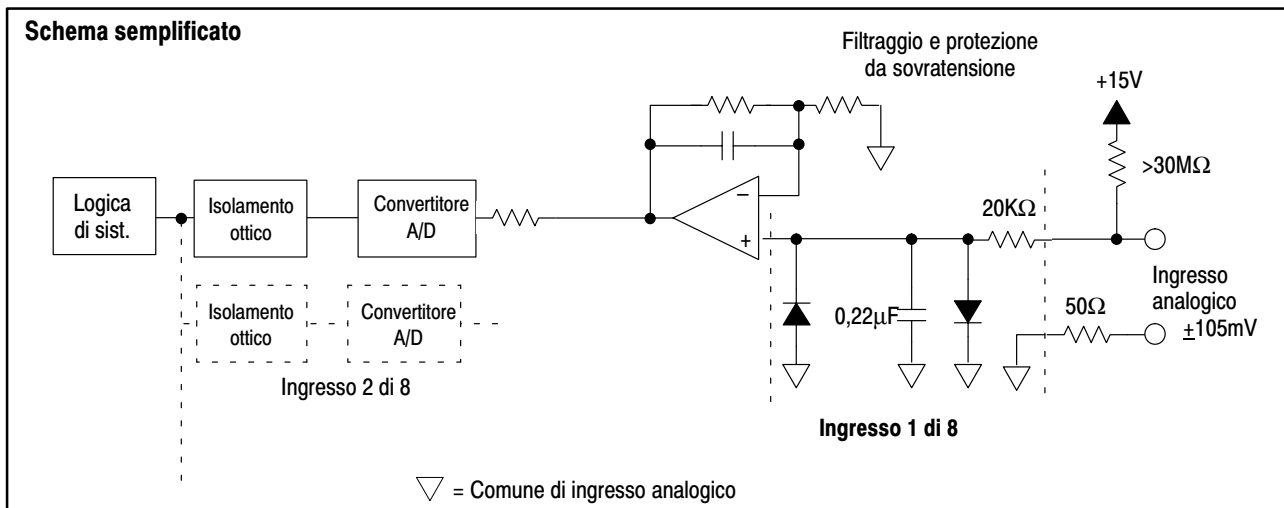 Schema semplificato
Filtraggio e protezione
da sovratensione
+15V
>30MΩ
Logica
di sist.
Isolamento
ottico
Convertitore
A/D
−
+
20KΩ
Ingresso
analogico
±105mV
50Ω
0,22µF
Isolamento
ottico
Convertitore
A/D
Ingresso 2 di 8
Ingresso 1 di 8
= Comune di ingresso analogico